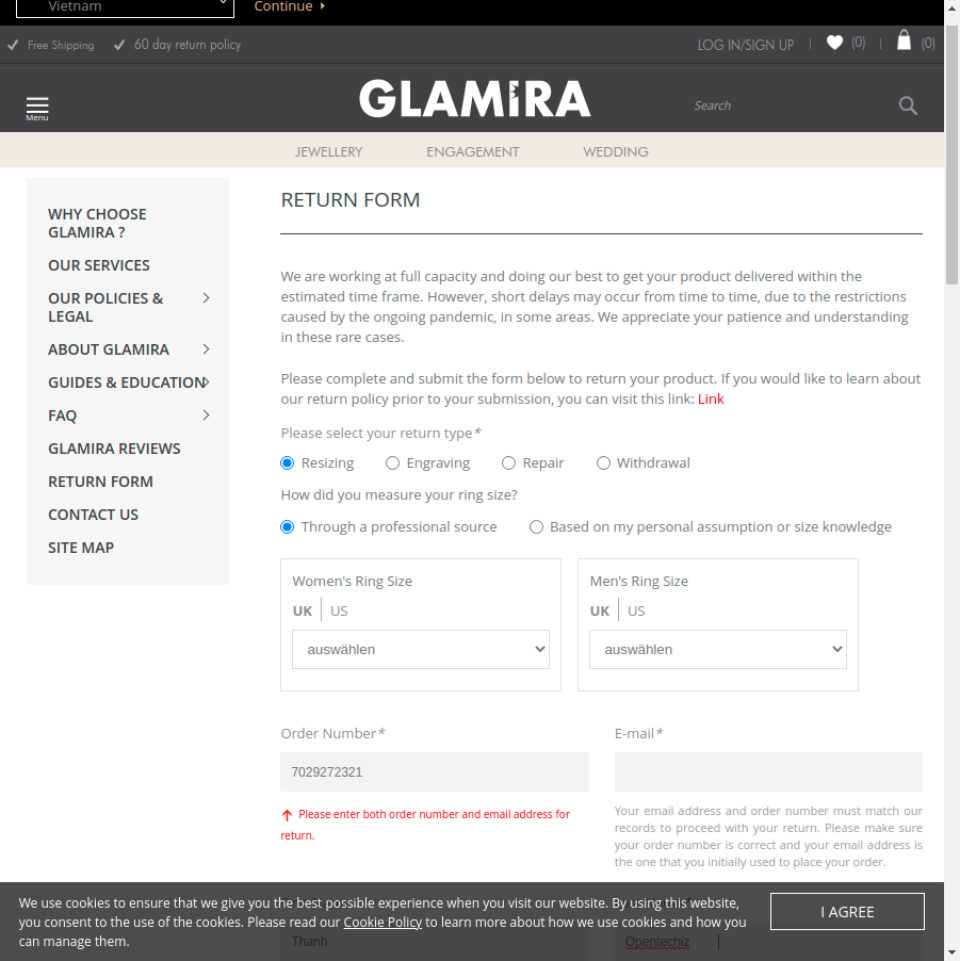 Vietnam
Continue
Free Shipping
60 day return policy
LOG IN/SIGN UP
(0)
(0)
Menu
GLAMIRA
Search
JEWELLERY
ENGAGEMENT
WEDDING
WHY CHOOSE
GLAMIRA ?
OUR SERVICES
OUR POLICIES &
LEGAL
ABOUT GLAMIRA
GUIDES & EDUCATION
FAQ
GLAMIRA REVIEWS
RETURN FORM
CONTACT US
SITE MAP
RETURN FORM
We are working at full capacity and doing our best to get your product delivered within the
estimated time frame. However, short delays may occur from time to time, due to the restrictions
caused by the ongoing pandemic, in some areas. We appreciate your patience and understanding
in these rare cases.
Please complete and submit the form below to return your product. If you would like to learn about
our return policy prior to your submission, you can visit this link: Link
Please select your return type*
Resizing
Engraving
Repair
Withdrawal
How did you measure your ring size?
Through a professional source
Based on my personal assumption or size knowledge
Women's Ring Size
UK | US
auswählen
Men's Ring Size
UK | US
auswählen
Order Number*
7029272321
Please enter both order number and email address for
return.
E-mail*
Your email address and order number must match our
records to proceed with your return. Please make sure
your order number is correct and your email address is
the one that you initially used to place your order.
We use cookies to ensure that we give you the best possible experience when you visit our website. By using this website,
you consent to the use of the cookies. Please read our Cookie Policy to learn more about how we use cookies and how you
can manage them.
I AGREE
Thanh
Opentechiz